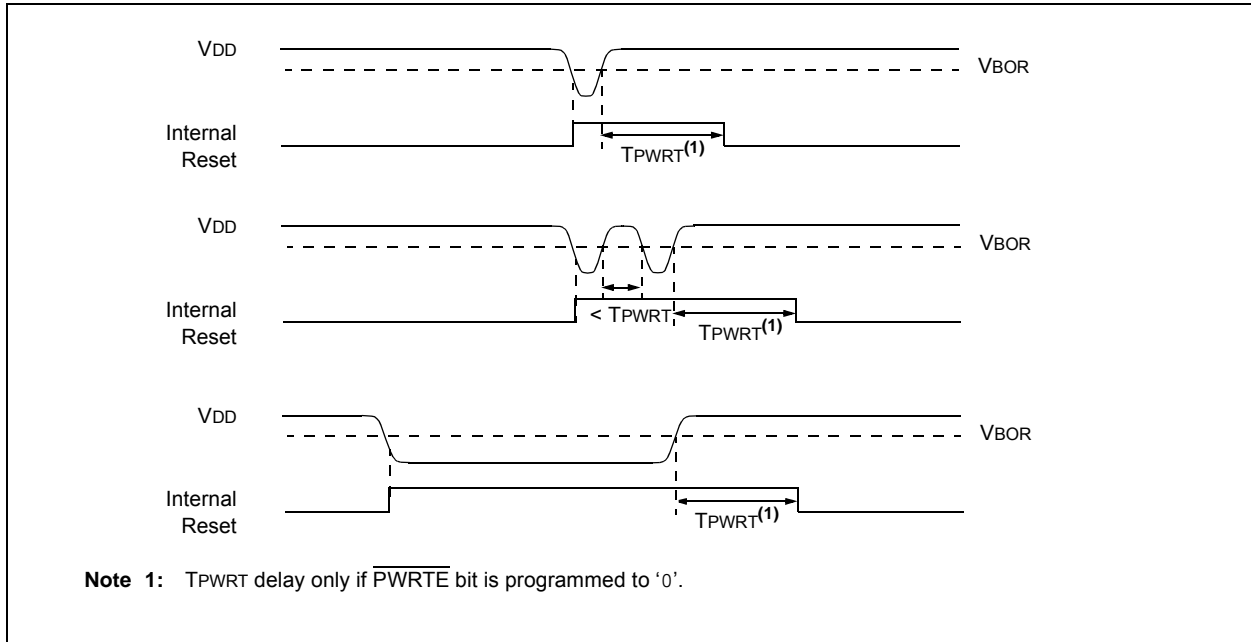 VDD
VBOR
Internal
Reset
TPWRT(1)
VDD
VBOR
Internal
Reset
< TPWRT
TPWRT(1)
VDD
VBOR
Internal
Reset
TPWRT(1)
Note 1: TPWRT delay only if PWRTE bit is programmed to ‘0’.